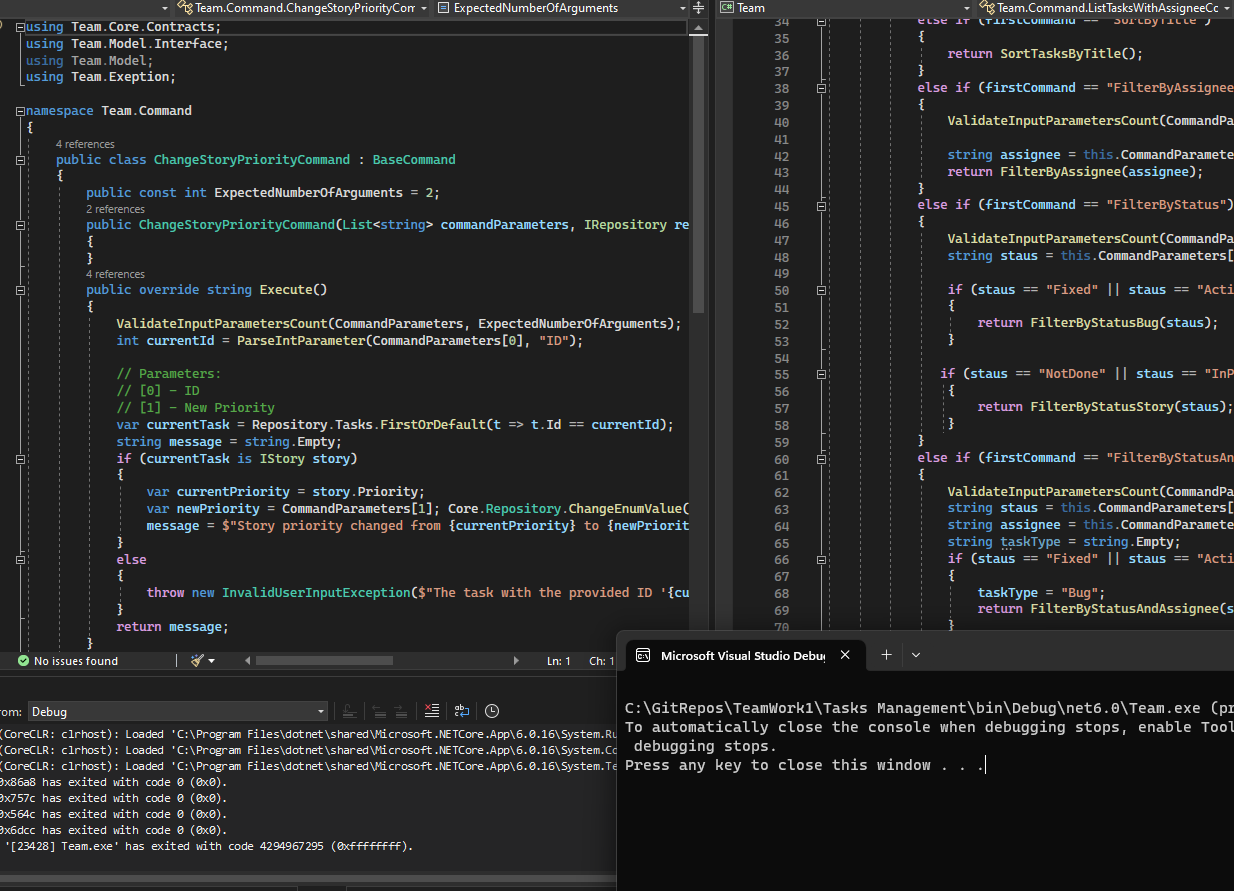 Team.Command.ChangeStoryPriorityCom
ExpectedNumberOfArguments
using Team.Core.Contracts;
using Team.Model.Interface;
using Team.Model;
using Team.Exeption;
namespace Team.Command
{
4 references
public class ChangeStoryPriorityCommand : BaseCommand
{
public const int ExpectedNumberOfArguments = 2;
2 references
public ChangeStoryPriorityCommand(List<string> commandParameters, IRepository re
{
}
4 references
public override string Execute()
{
ValidateInputParametersCount(CommandParameters, ExpectedNumberOfArguments);
int currentId = ParseIntParameter(CommandParameters[0], "ID");
// Parameters:
// [0] - ID
// [1] - New Priority
var currentTask = Repository.Tasks.FirstOrDefault(t => t.Id == currentId);
string message = string.Empty;
if (currentTask is IStory story)
{
var currentPriority = story.Priority;
var newPriority = CommandParameters[1]; Core.Repository.ChangeEnumValue(
message = $"Story priority changed from {currentPriority} to {newPriorit
}
else
{
throw new InvalidUserInputException($"The task with the provided ID '{cu
}
return message;
}
No issues found
Ln: 1 Ch: 1
Team
Team.Command.ListTasksWithAssigneeCo
34 else if (firstCommand == "SortByTitle")
35 {
36 return SortTasksByTitle();
37 }
38 else if (firstCommand == "FilterByAssignee
39 {
40 ValidateInputParametersCount(CommandPa
41
42 string assignee = this.CommandParamete
43 return FilterByAssignee(assignee);
44 }
45 else if (firstCommand == "FilterByStatus")
46 {
47 ValidateInputParametersCount(CommandPa
48 string staus = this.CommandParameters[
49
50 if (staus == "Fixed" || staus == "Acti
51 {
52 return FilterByStatusBug(staus);
53 }
54
55 if (staus == "NotDone" || staus == "InP
56 {
57 return FilterByStatusStory(staus);
58 }
59 }
60 else if (firstCommand == "FilterByStatusAn
61 {
62 ValidateInputParametersCount(CommandPa
63 string staus = this.CommandParameters[
64 string assignee = this.CommandParamete
65 string taskType = string.Empty;
66 if (staus == "Fixed" || staus == "Acti
67 {
68 taskType = "Bug";
69 return FilterByStatusAndAssignee(s
70 }
rom: Debug
(CoreCLR: clrhost): Loaded 'C:\Program Files\dotnet\shared\Microsoft.NETCore.App\6.0.16\System.Ru
(CoreCLR: clrhost): Loaded 'C:\Program Files\dotnet\shared\Microsoft.NETCore.App\6.0.16\System.Co
(CoreCLR: clrhost): Loaded 'C:\Program Files\dotnet\shared\Microsoft.NETCore.App\6.0.16\System.Te
0x86a8 has exited with code 0 (0x0).
0x757c has exited with code 0 (0x0).
0x564c has exited with code 0 (0x0).
0x6dcc has exited with code 0 (0x0).
'[23428] Team.exe' has exited with code 4294967295 (0xffffffff).
Microsoft Visual Studio Debug
C:\GitRepos\TeamWork1\Tasks Management\bin\Debug\net6.0\Team.exe (pr
To automatically close the console when debugging stops, enable Tool
debugging stops.
Press any key to close this window . . .